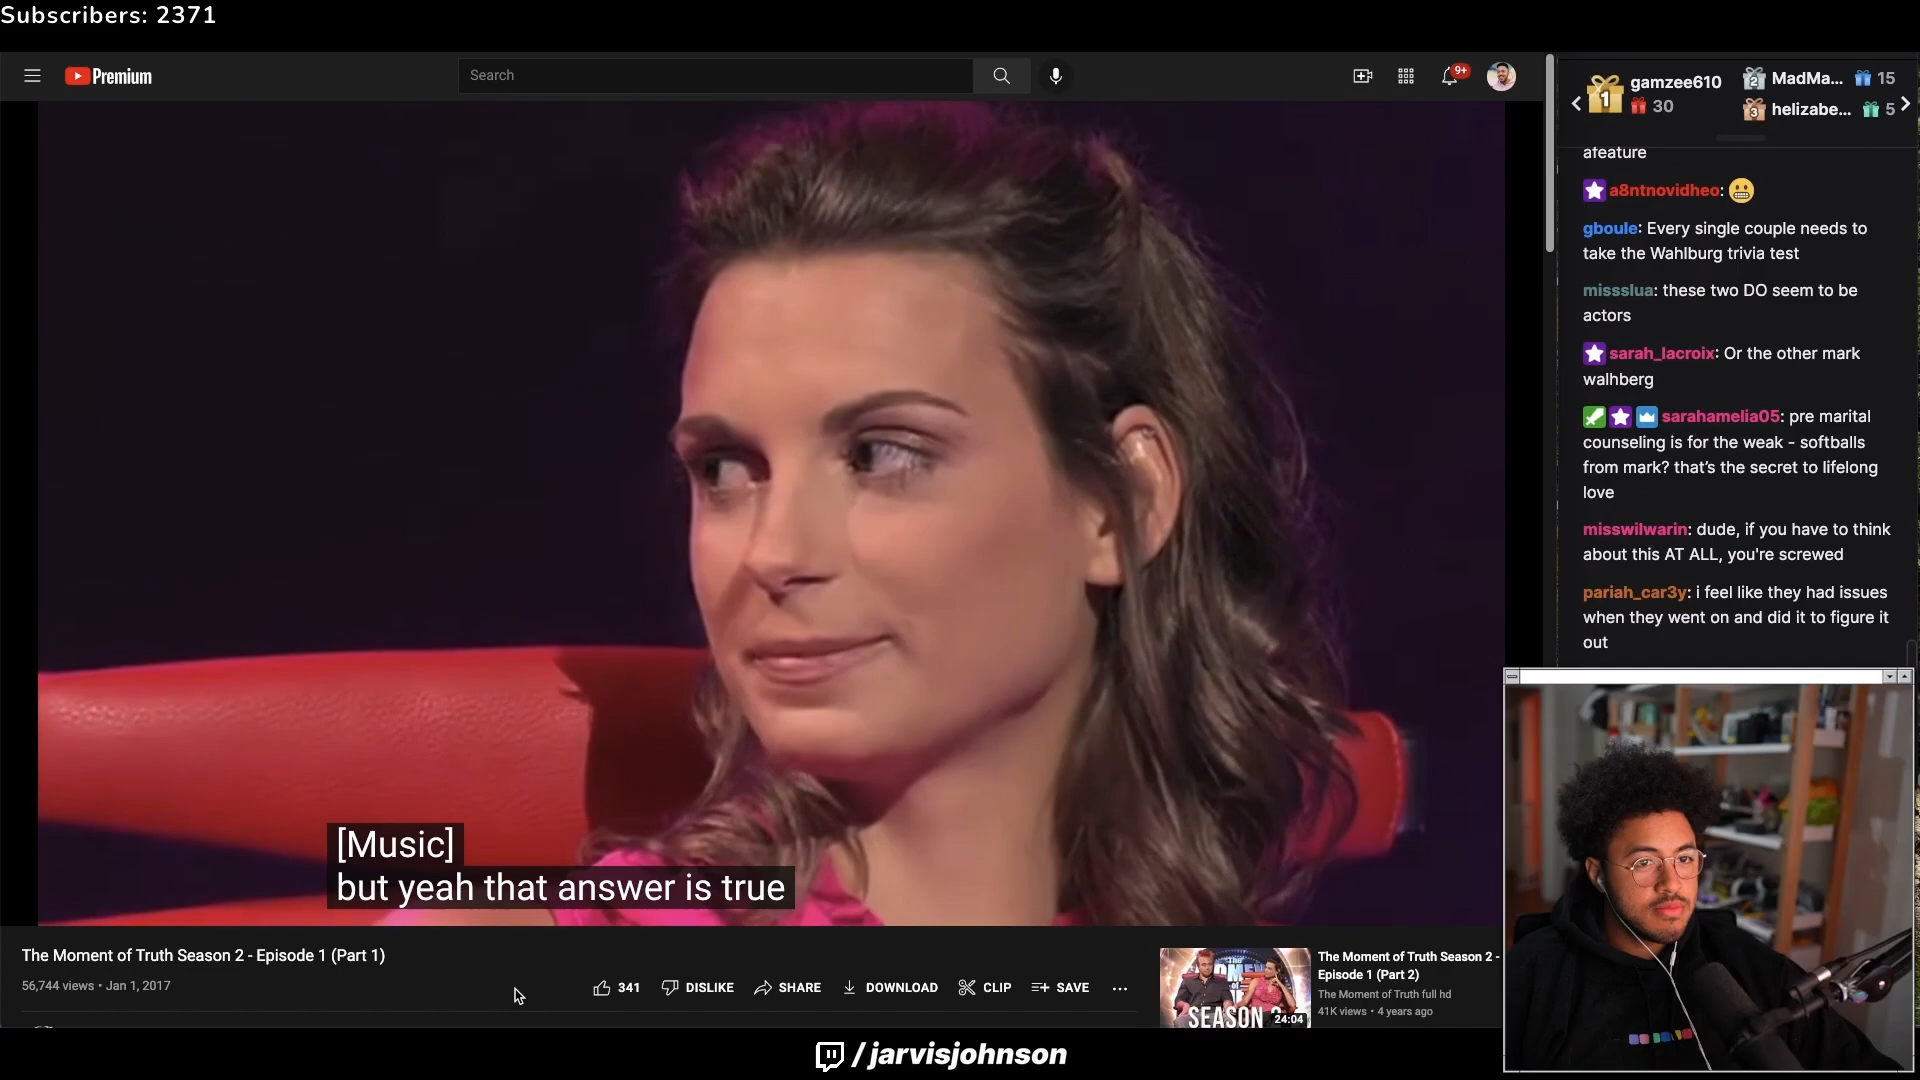 Subscribers: 2371
Premium
Search
9+
1 gamzee610
30
2 MadMa... 15
3 helizabe... 5
afeature
a8ntnovidheo:
gboule: Every single couple needs to
take the Wahlburg trivia test
missslua: these two DO seem to be
actors
sarah_lacroix: Or the other mark
walhberg
sarahamelia05: pre marital
counseling is for the weak - softballs
from mark? that's the secret to lifelong
love
misswilwarin: dude, if you have to think
about this AT ALL, you're screwed
pariah_car3y: i feel like they had issues
when they went on and did it to figure it
out
[Music]
but yeah that answer is true
The Moment of Truth Season 2 - Episode 1 (Part 1)
56,744 views • Jan 1, 2017
341 DISLIKE SHARE DOWNLOAD CLIP SAVE ...
SEASON
24:04
The Moment of Truth Season 2 -
Episode 1 (Part 2)
The Moment of Truth full hd
41K views • 4 years ago
/jarvisjohnson